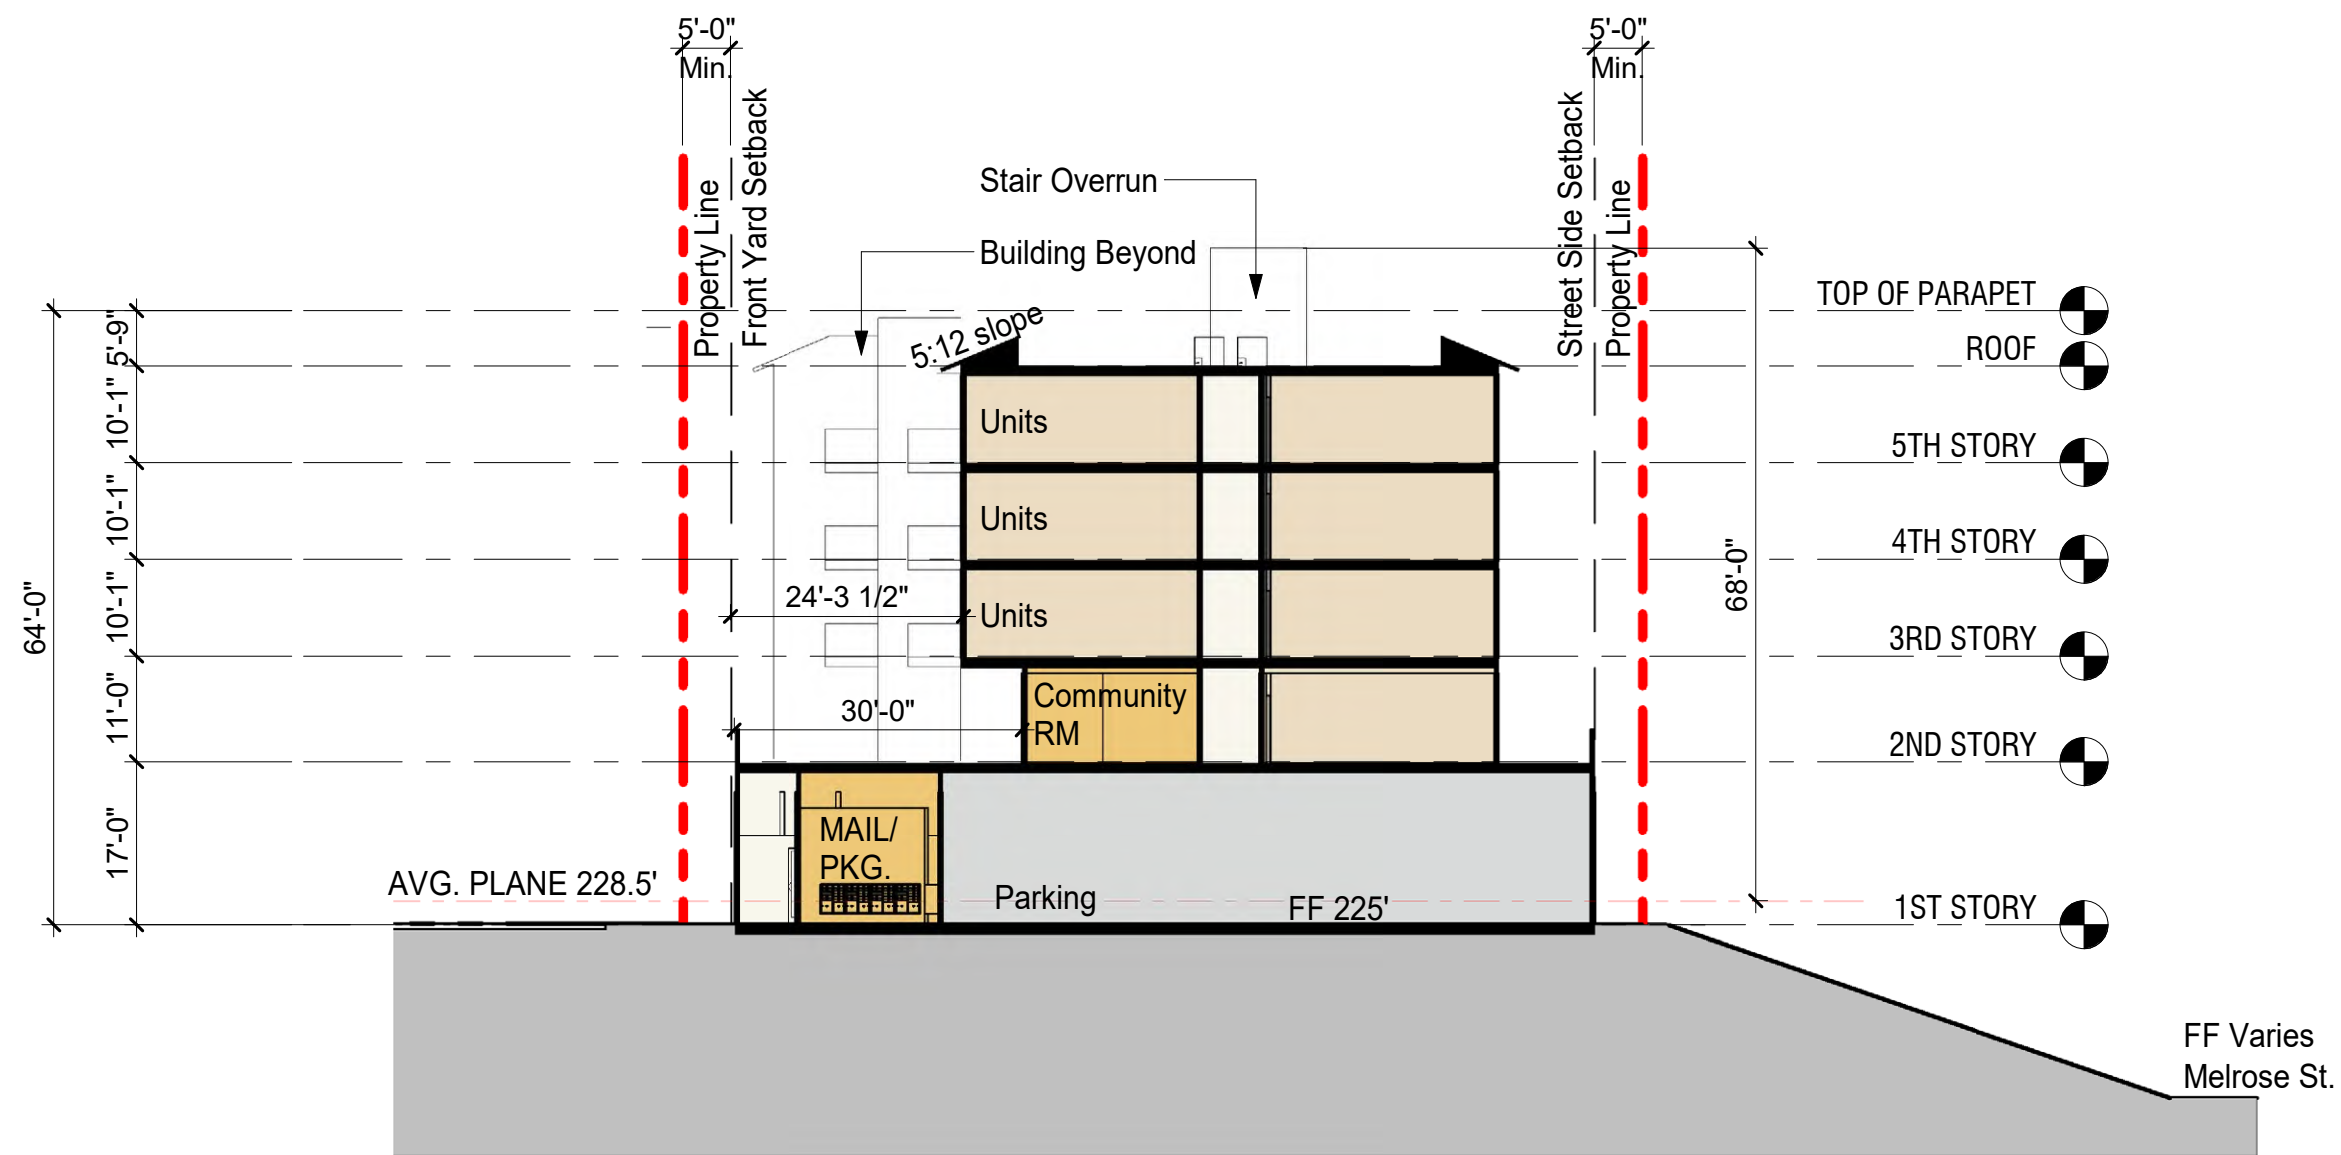 5'-0"
Min.
5'-0"
Min.
Property Line
Front Yard Setback
Street Side Setback
Property Line
Stair Overrun
Building Beyond
5:12 slope
TOP OF PARAPET
ROOF
5TH STORY
4TH STORY
3RD STORY
2ND STORY
1ST STORY
64'-0"
5'-9"
10'-1"
10'-1"
10'-1"
11'-0"
17'-0"
68'-0"
Units
Units
Units
24'-3 1/2"
30'-0"
Community
RM
MAIL/
PKG.
Parking
FF 225'
AVG. PLANE 228.5'
FF Varies
Melrose St.